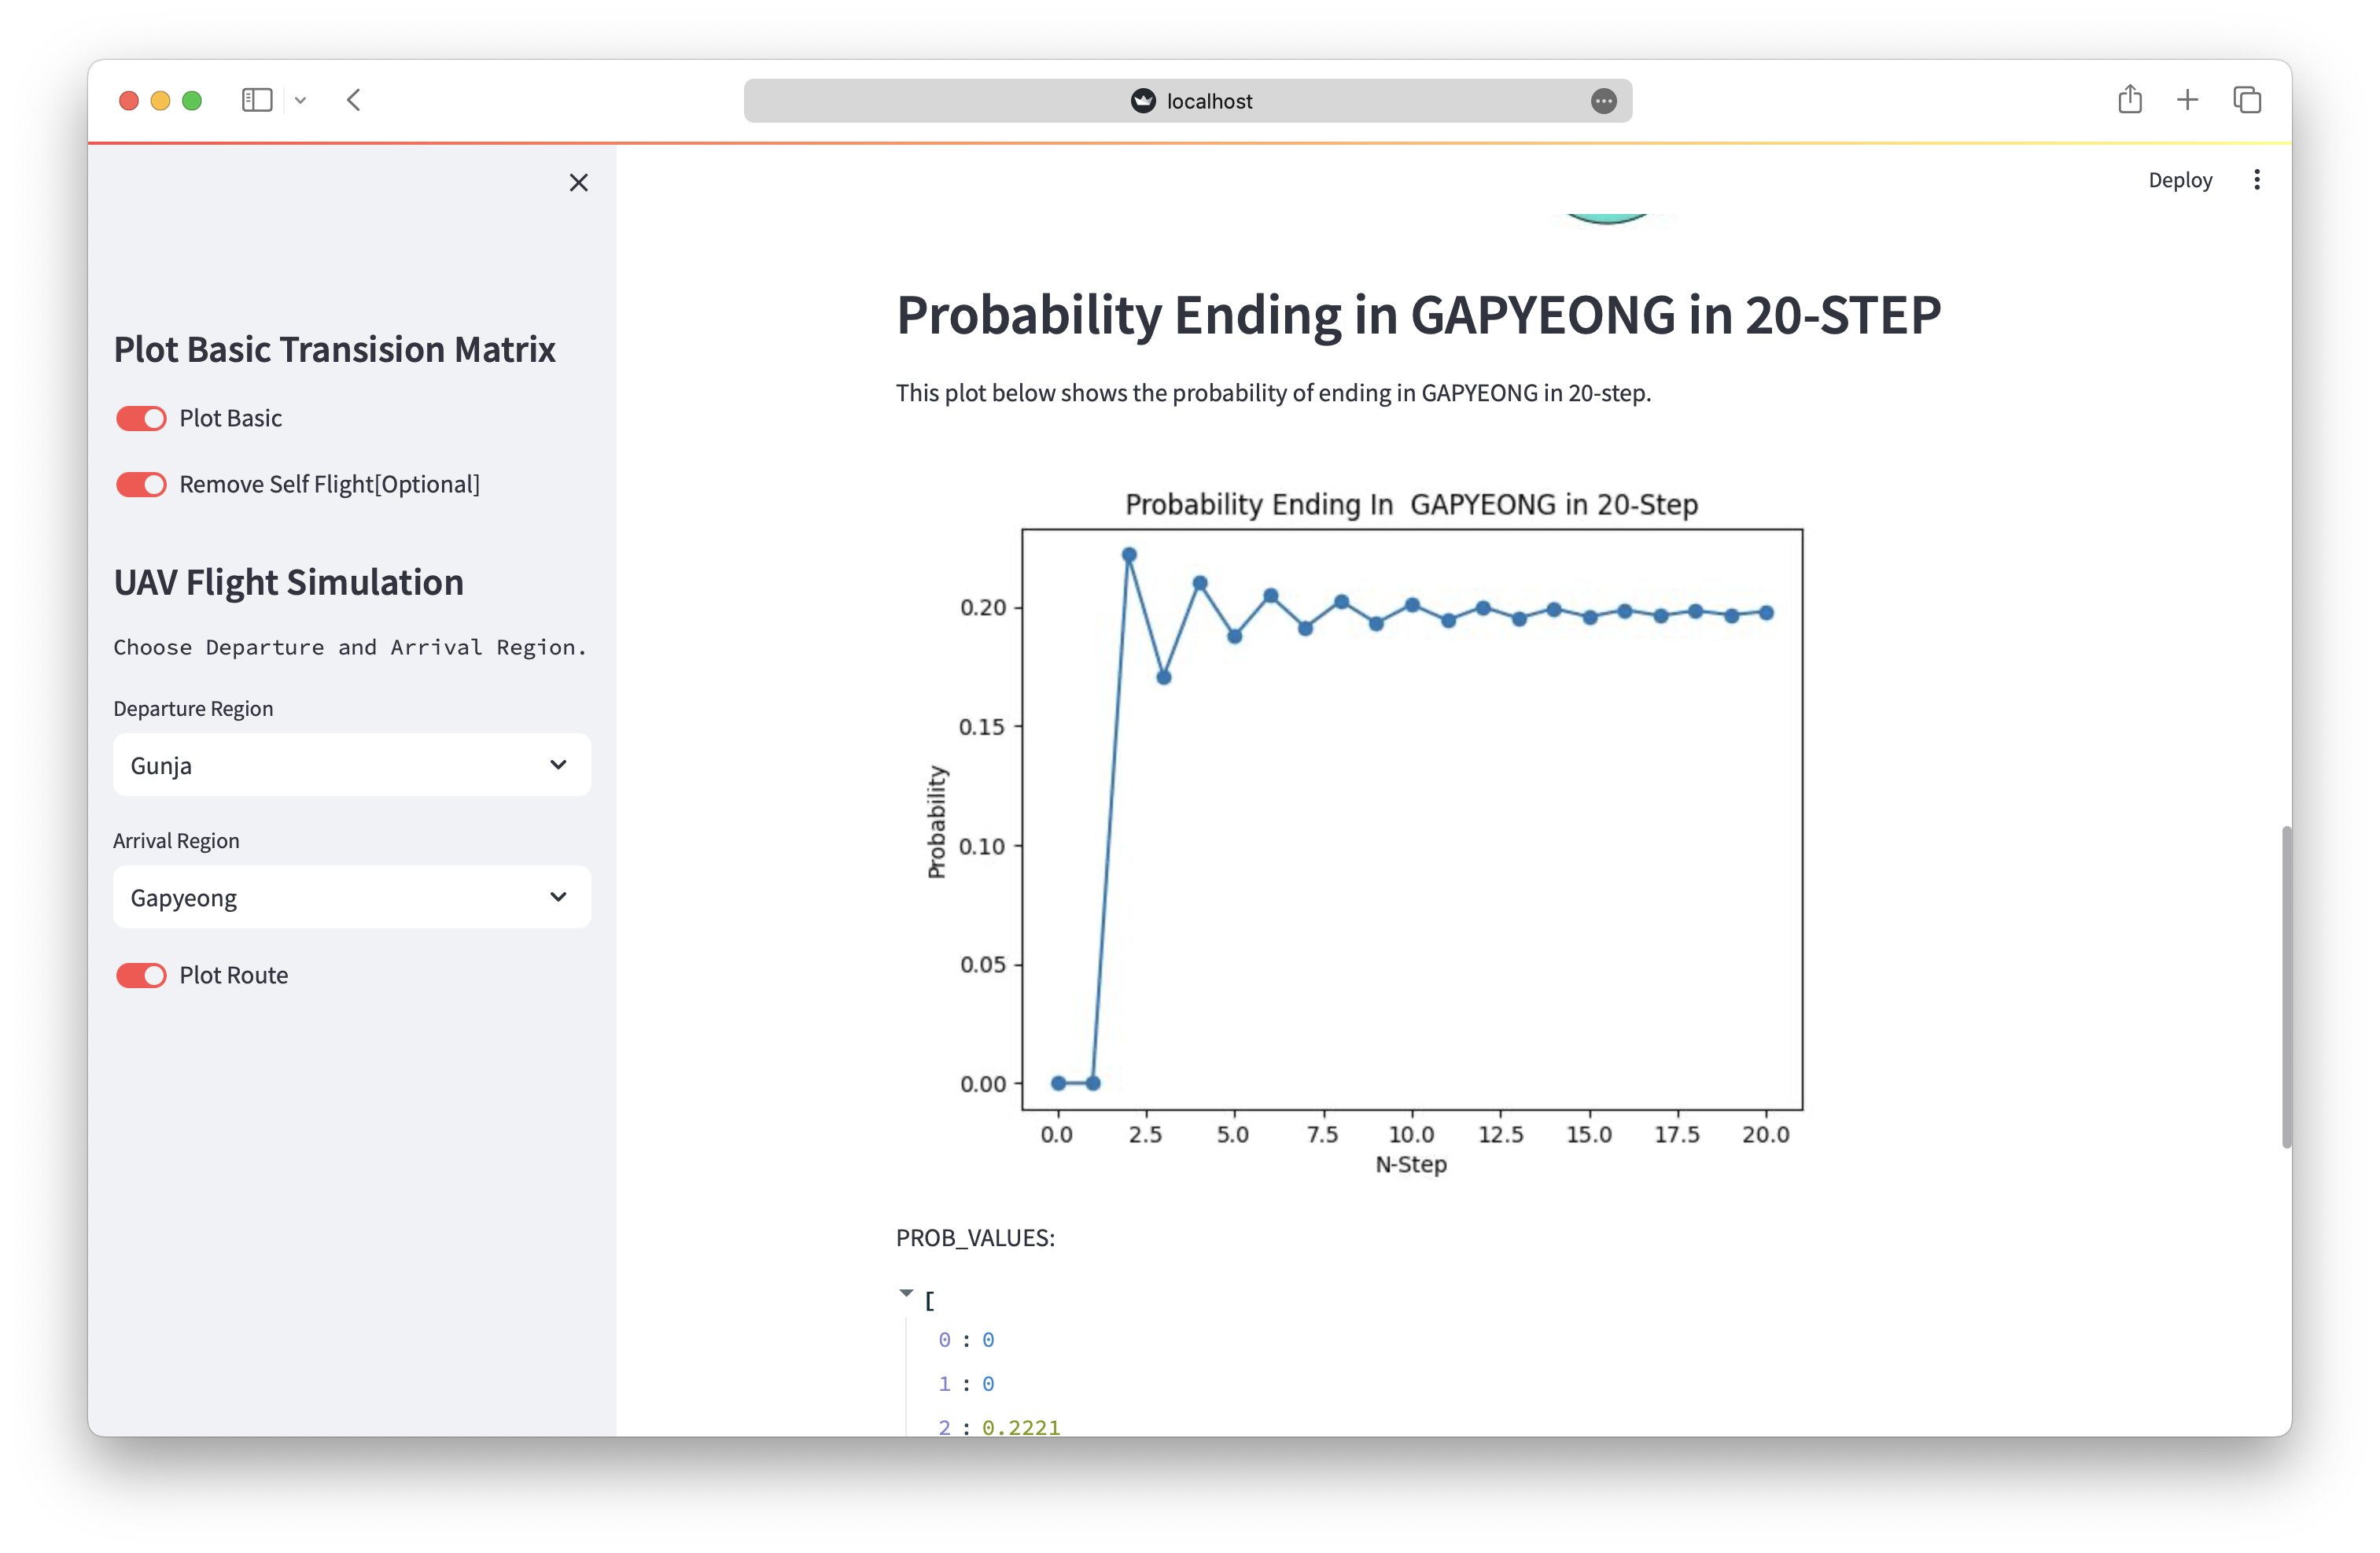 localhost
Deploy
Plot Basic Transision Matrix
Plot Basic
Remove Self Flight[Optional]
UAV Flight Simulation
Choose Departure and Arrival Region.
Departure Region
Gunja
Arrival Region
Gapyeong
Plot Route
Probability Ending in GAPYEONG in 20-STEP
This plot below shows the probability of ending in GAPYEONG in 20-step.
Probability Ending In  GAPYEONG in 20-Step
Probability
0.20
0.15
0.10
0.05
0.00
0.0 2.5 5.0 7.5 10.0 12.5 15.0 17.5 20.0
N-Step
PROB_VALUES:
[
0 : 0
1 : 0
2 : 0.2221